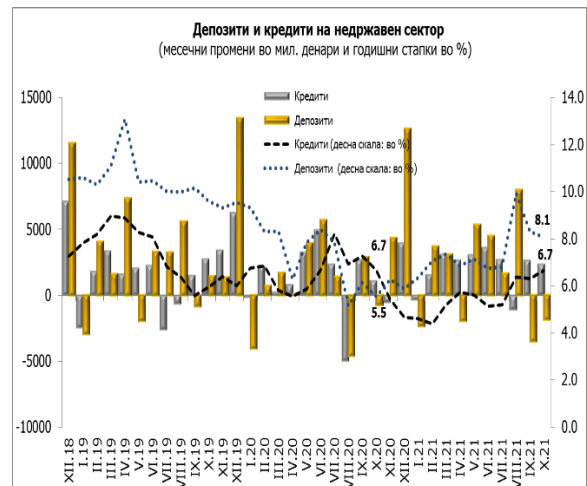 Депозити и кредити на недржавен сектор
(месечни промени во мил. денари и годишни стапки во %)
15000
10000
5000
0
-5000
-10000
14.0
12.0
10.0
8.0
6.0
4.0
2.0
0.0
Кредити
Депозити
Кредити (десна скала: во %)
Депозити (десна скала: во %)
6.7
5.5
8.1
6.7
XII.18
I.19
II.19
III.19
IV.19
V.19
VI.19
VII.19
VIII.19
IX.19
X.19
XI.19
XII.19
I.20
II.20
III.20
IV.20
V.20
VI.20
VII.20
VIII.20
IX.20
X.20
XI.20
XII.20
I.21
II.21
III.21
IV.21
V.21
VI.21
VII.21
VIII.21
IX.21
X.21